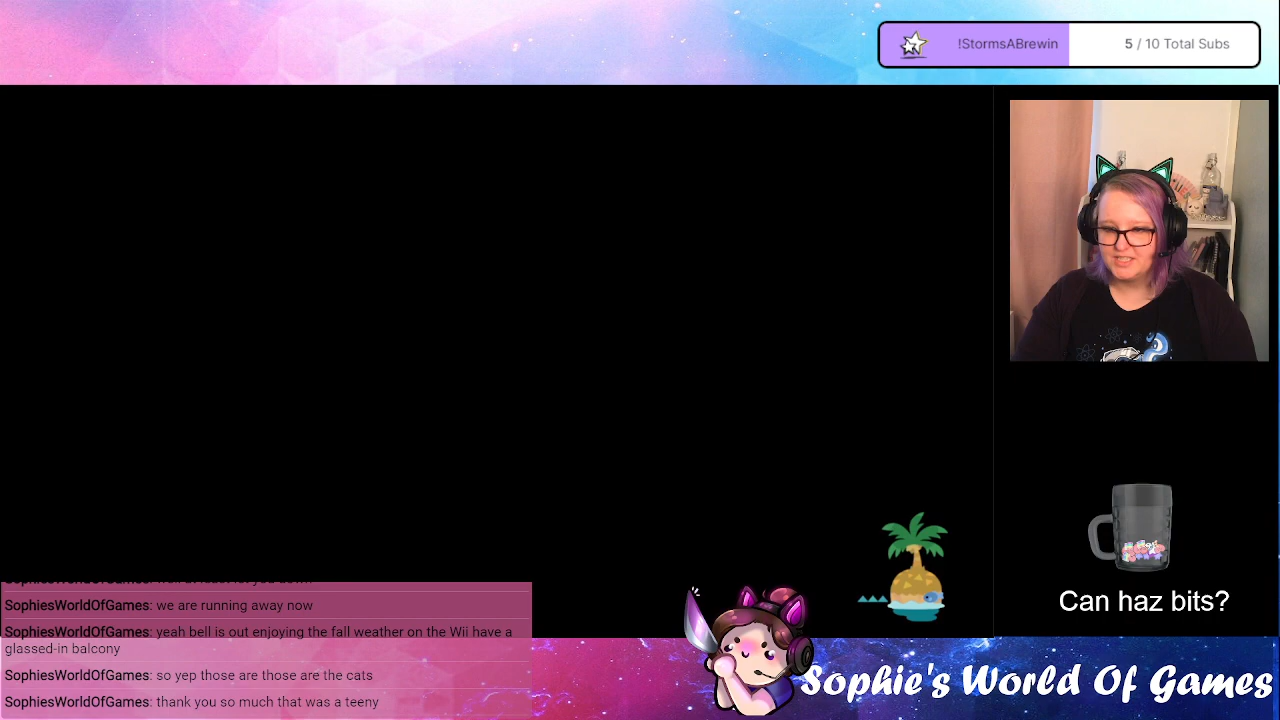 !StormsABrewin
5 / 10 Total Subs
SophiesWorldOfGames: we are running away now
SophiesWorldOfGames: yeah bell is out enjoying the fall weather on the Wii have a
glassed-in balcony
SophiesWorldOfGames: so yep those are those are the cats
SophiesWorldOfGames: thank you so much that was a teeny
Can haz bits?
Sophie's World Of Games